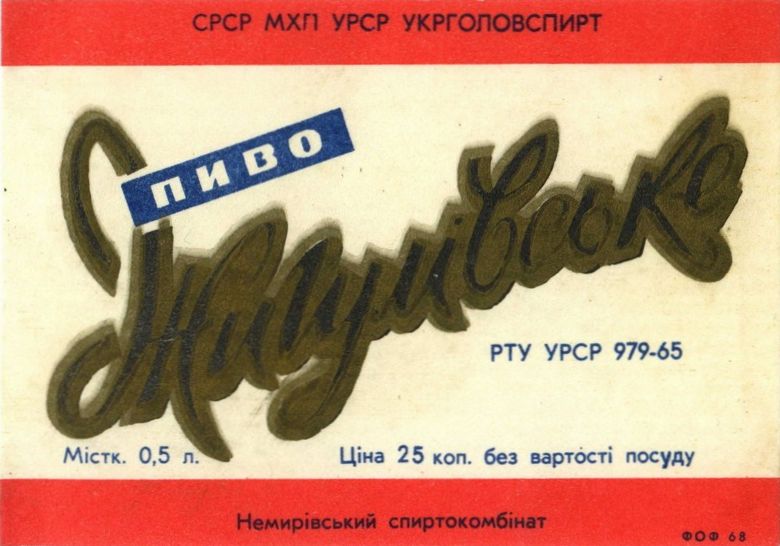 СРСР МХП УРСР УКРГОЛОВСПИРТ
ПИВО
Жигулівське
РТУ УРСР 979-65
Містк. 0,5 л.
Ціна 25 коп. без вартості посуду
Немирівський спиртокомбінат
ФОФ 68